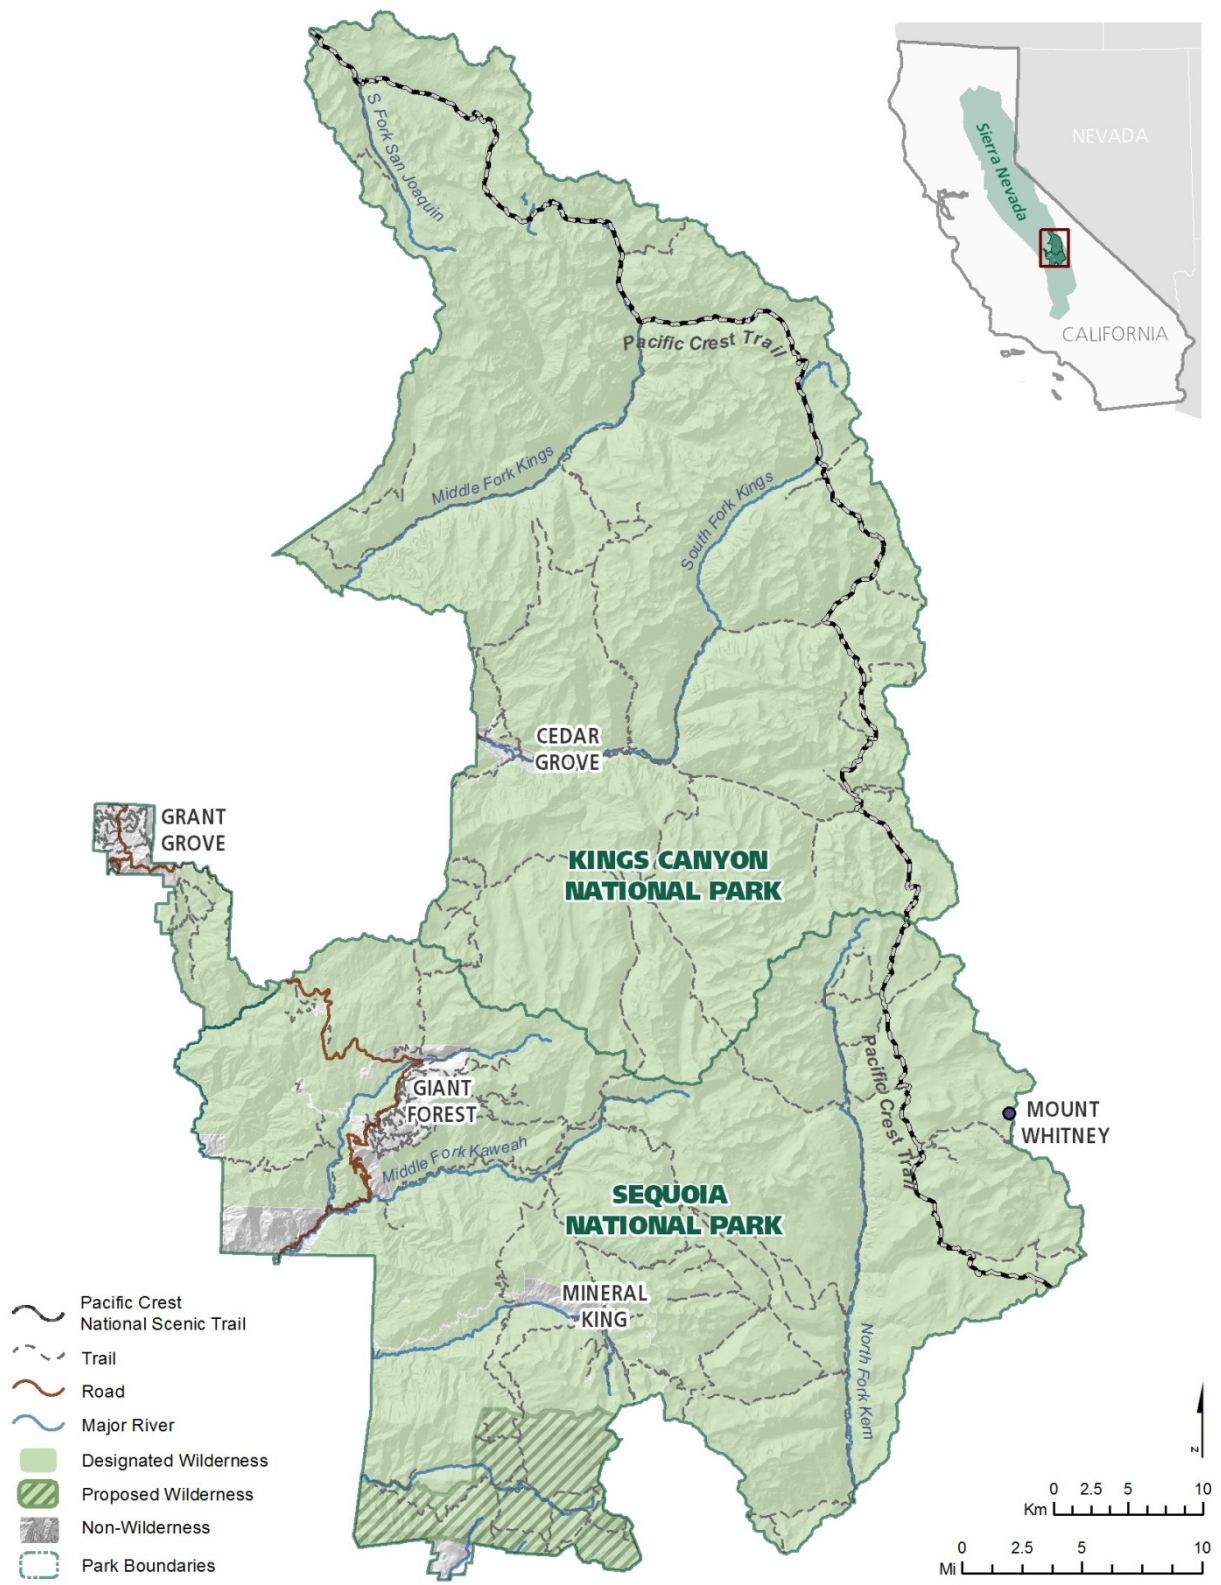 S Fork San Joaquin
Sierra Nevada
NEVADA
CALIFORNIA
Pacific Crest Trail
Middle Fork Kings
South Fork Kings
CEDAR
GROVE
GRANT
GROVE
KINGS CANYON
NATIONAL PARK
Pacific Crest Trail
GIANT
FOREST
MOUNT
WHITNEY
Middle Fork Kaweah
SEQUOIA
NATIONAL PARK
MINERAL
KING
North Fork Kern
Pacific Crest
National Scenic Trail
Trail
Road
Major River
Designated Wilderness
Proposed Wilderness
Non-Wilderness
Park Boundaries
N
0 2.5 5 10
Km
0 2.5 5 10
Mi